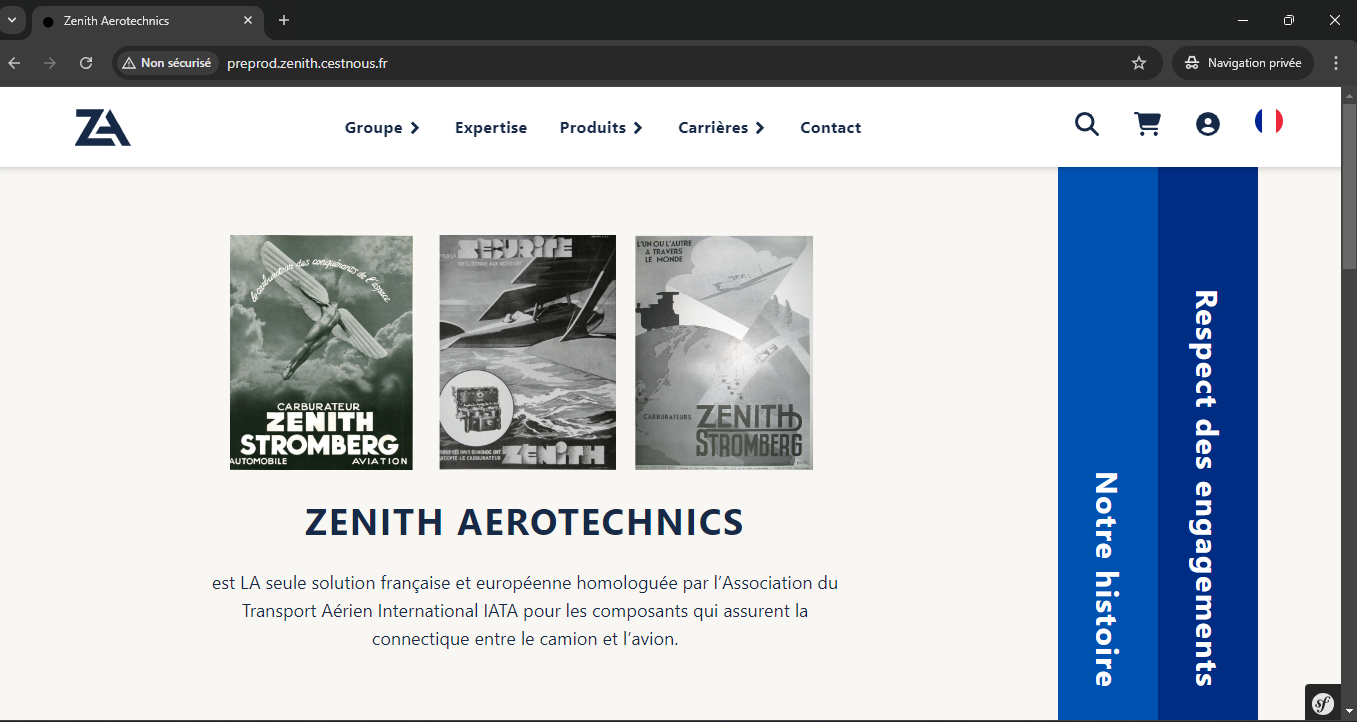 Zenith Aerotechnics
Non sécurisé
preprod.zenith.cestnous.fr
Navigation privée
ZA
Groupe
Expertise
Produits
Carrières
Contact
le carburateur des conquérants de l'espace
CARBURATEUR
ZENITH
STROMBERG
AUTOMOBILE AVIATION
SÉCURITÉ
ZENITH
L'UN OU L'AUTRE
A TRAVERS
LE MONDE
CARBURATEURS ZENITH
STROMBERG
ZENITH AEROTECHNICS
est LA seule solution française et européenne homologuée par l’Association du
Transport Aérien International IATA pour les composants qui assurent la
connectique entre le camion et l’avion.
Notre histoire
Respect des engagements
sf